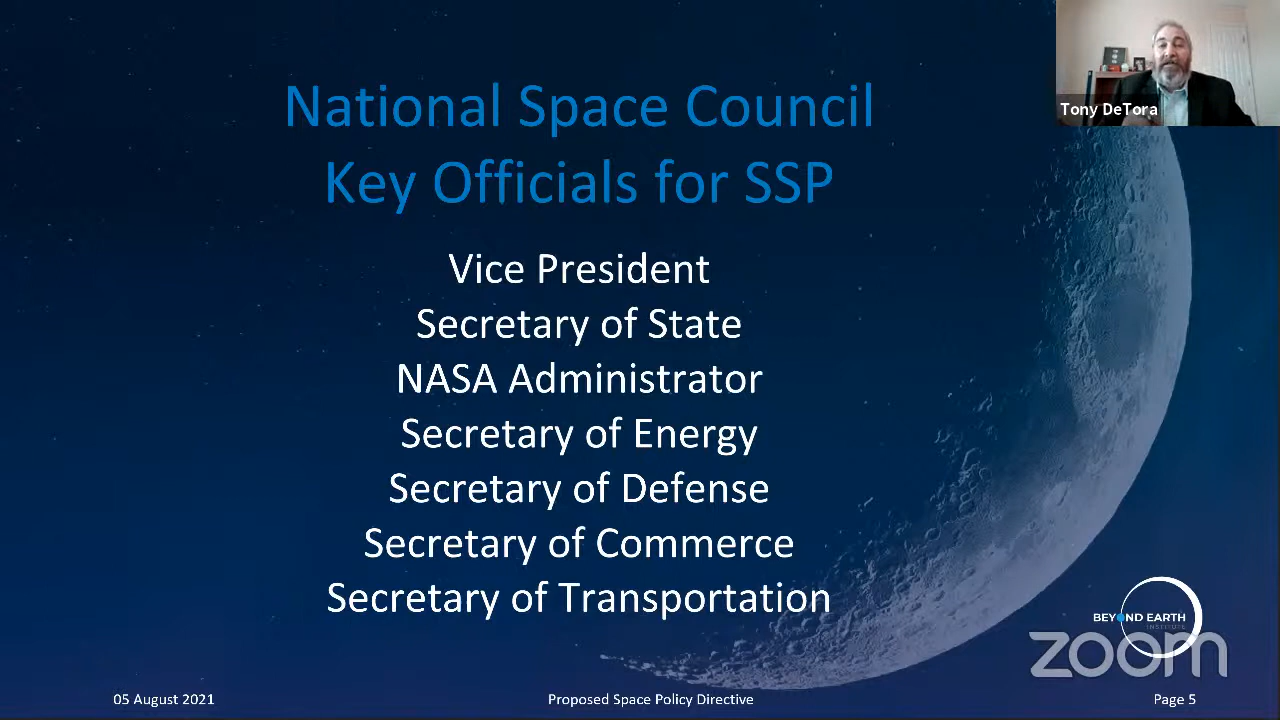 National Space Council
Key Officials for SSP
Tony DeTora
Vice President
Secretary of State
NASA Administrator
Secretary of Energy
Secretary of Defense
Secretary of Commerce
Secretary of Transportation
BEYOND EARTH
INSTITUTE
zoom
05 August 2021
Proposed Space Policy Directive
Page 5